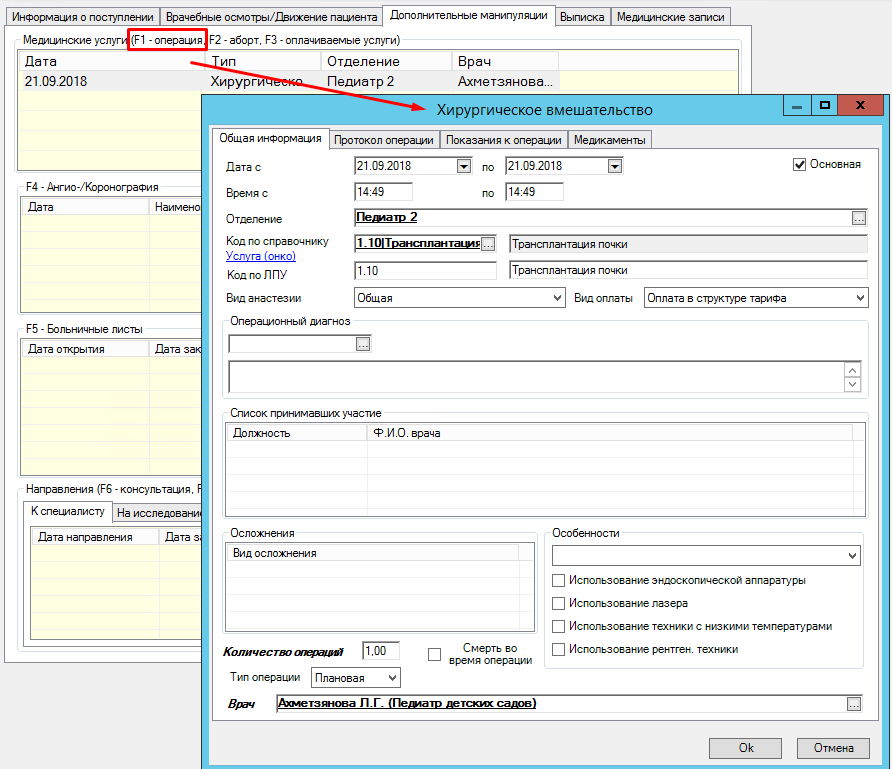 Информация о поступлении Врачебные осмотры/Движение пациента Дополнительные манипуляции Выписка Медицинские записи
Медицинские услуги (F1 - операция, F2 - аборт, F3 - оплачиваемые услуги)
Дата Тип Отделение Врач
21.09.2018 Хирургическо Педиатр 2 Ахметзянова...
Хирургическое вмешательство
Общая информация Протокол операции Показания к операции Медикаменты
Дата с 21.09.2018 по 21.09.2018 Основная
Время с 14:49 по 14:49
Отделение Педиатр 2 ...
Код по справочнику 1.10|Трансплантация ... Трансплантация почки
Услуга (онко)
Код по ЛПУ 1.10 Трансплантация почки
Вид анастезии Общая Вид оплаты Оплата в структуре тарифа
Операционный диагноз
...
Список принимавших участие
Должность Ф.И.О. врача
Осложнения
Вид осложнения
Особенности
Использование эндоскопической аппаратуры
Использование лазера
Использование техники с низкими температурами
Использование рентген. техники
Количество операций 1,00 Смерть во
время операции
Тип операции Плановая
Врач Ахметзянова Л.Г. (Педиатр детских садов) ...
Ok Отмена
F4 - Ангио-/Коронография
Дата Наимено
F5 - Больничные листы
Дата открытия Дата зак
Направления (F6 - консультация, F
К специалисту На исследование
Дата направления Дата за